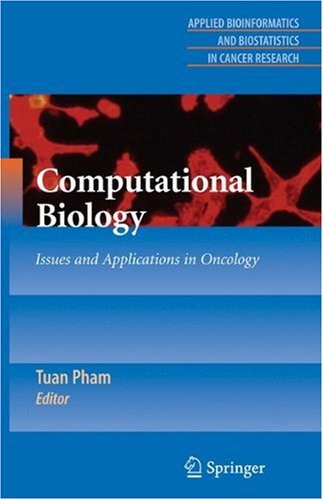 APPLIED BIOINFORMATICS
AND BIOSTATISTICS
IN CANCER RESEARCH
Computational
Biology
Issues and Applications in Oncology
Tuan Pham
Editor
Springer